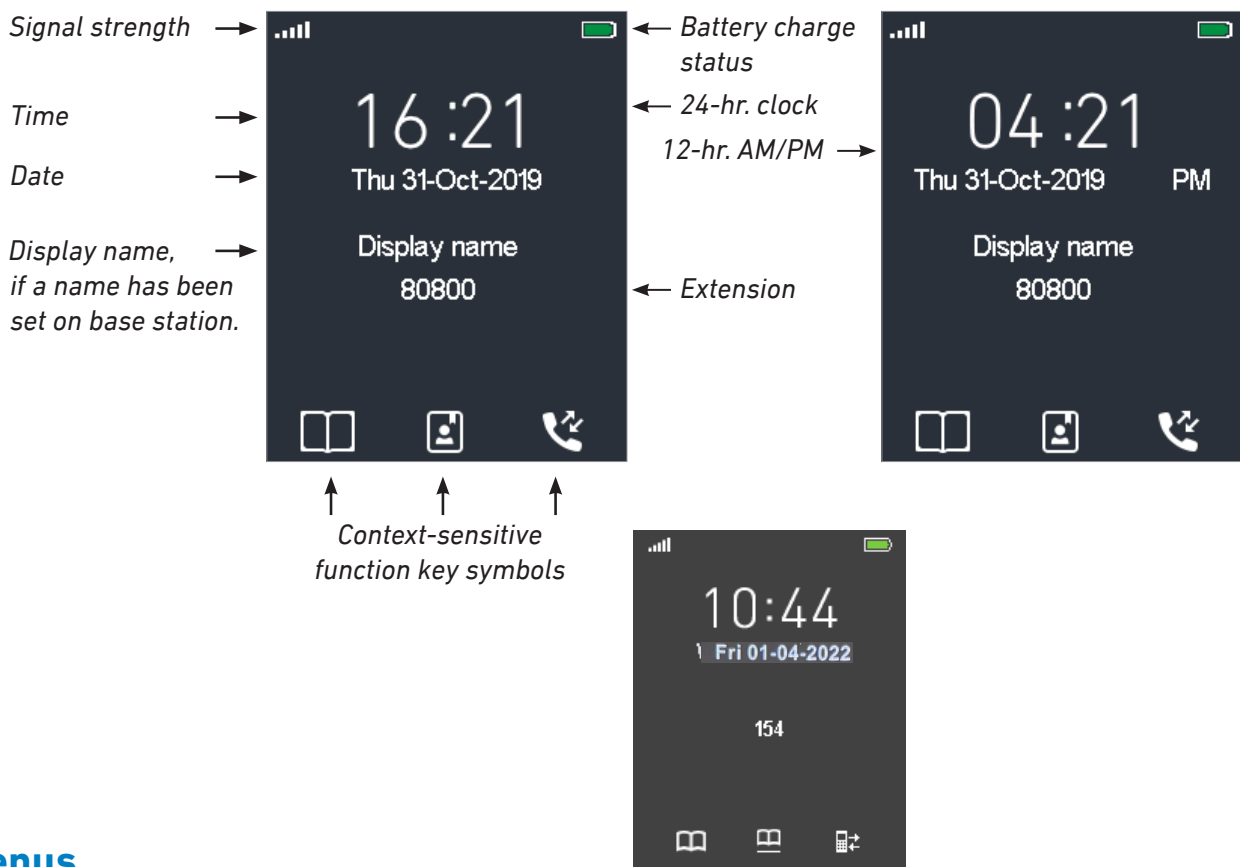 Signal strength
Battery charge
status
16:21
24-hr. clock
Time
12-hr. AM/PM
04:21
Date
Thu 31-Oct-2019
Thu 31-Oct-2019 PM
Display name,
if a name has been
set on base station.
Display name
80800
Extension
Display name
80800
Context-sensitive
function key symbols
10:44
Fri 01-04-2022
154